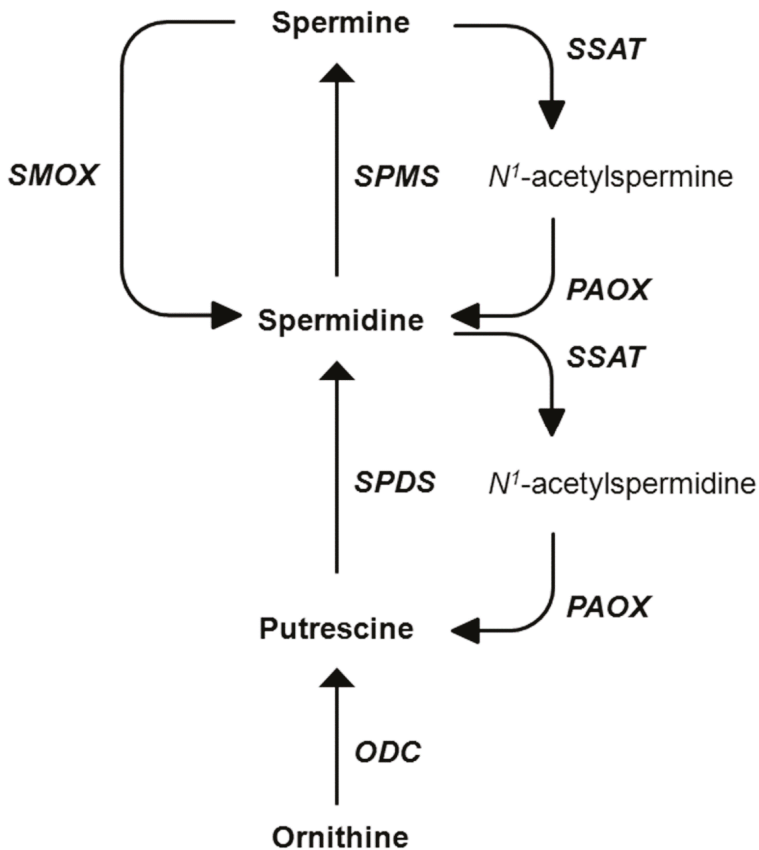 Spermine
SSAT
SMOX
SPMS
N¹-acetylspermine
PAOX
Spermidine
SSAT
SPDS
N¹-acetylspermidine
PAOX
Putrescine
ODC
Ornithine